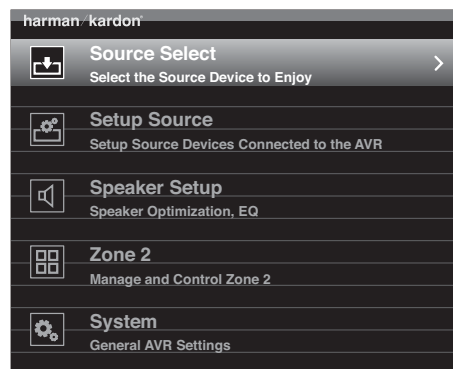 harman/kardon®
Source Select
Select the Source Device to Enjoy
Setup Source
Setup Source Devices Connected to the AVR
Speaker Setup
Speaker Optimization, EQ
Zone 2
Manage and Control Zone 2
System
General AVR Settings